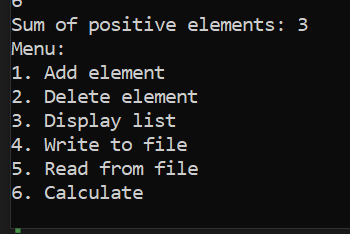 6
Sum of positive elements: 3
Menu:
1. Add element
2. Delete element
3. Display list
4. Write to file
5. Read from file
6. Calculate